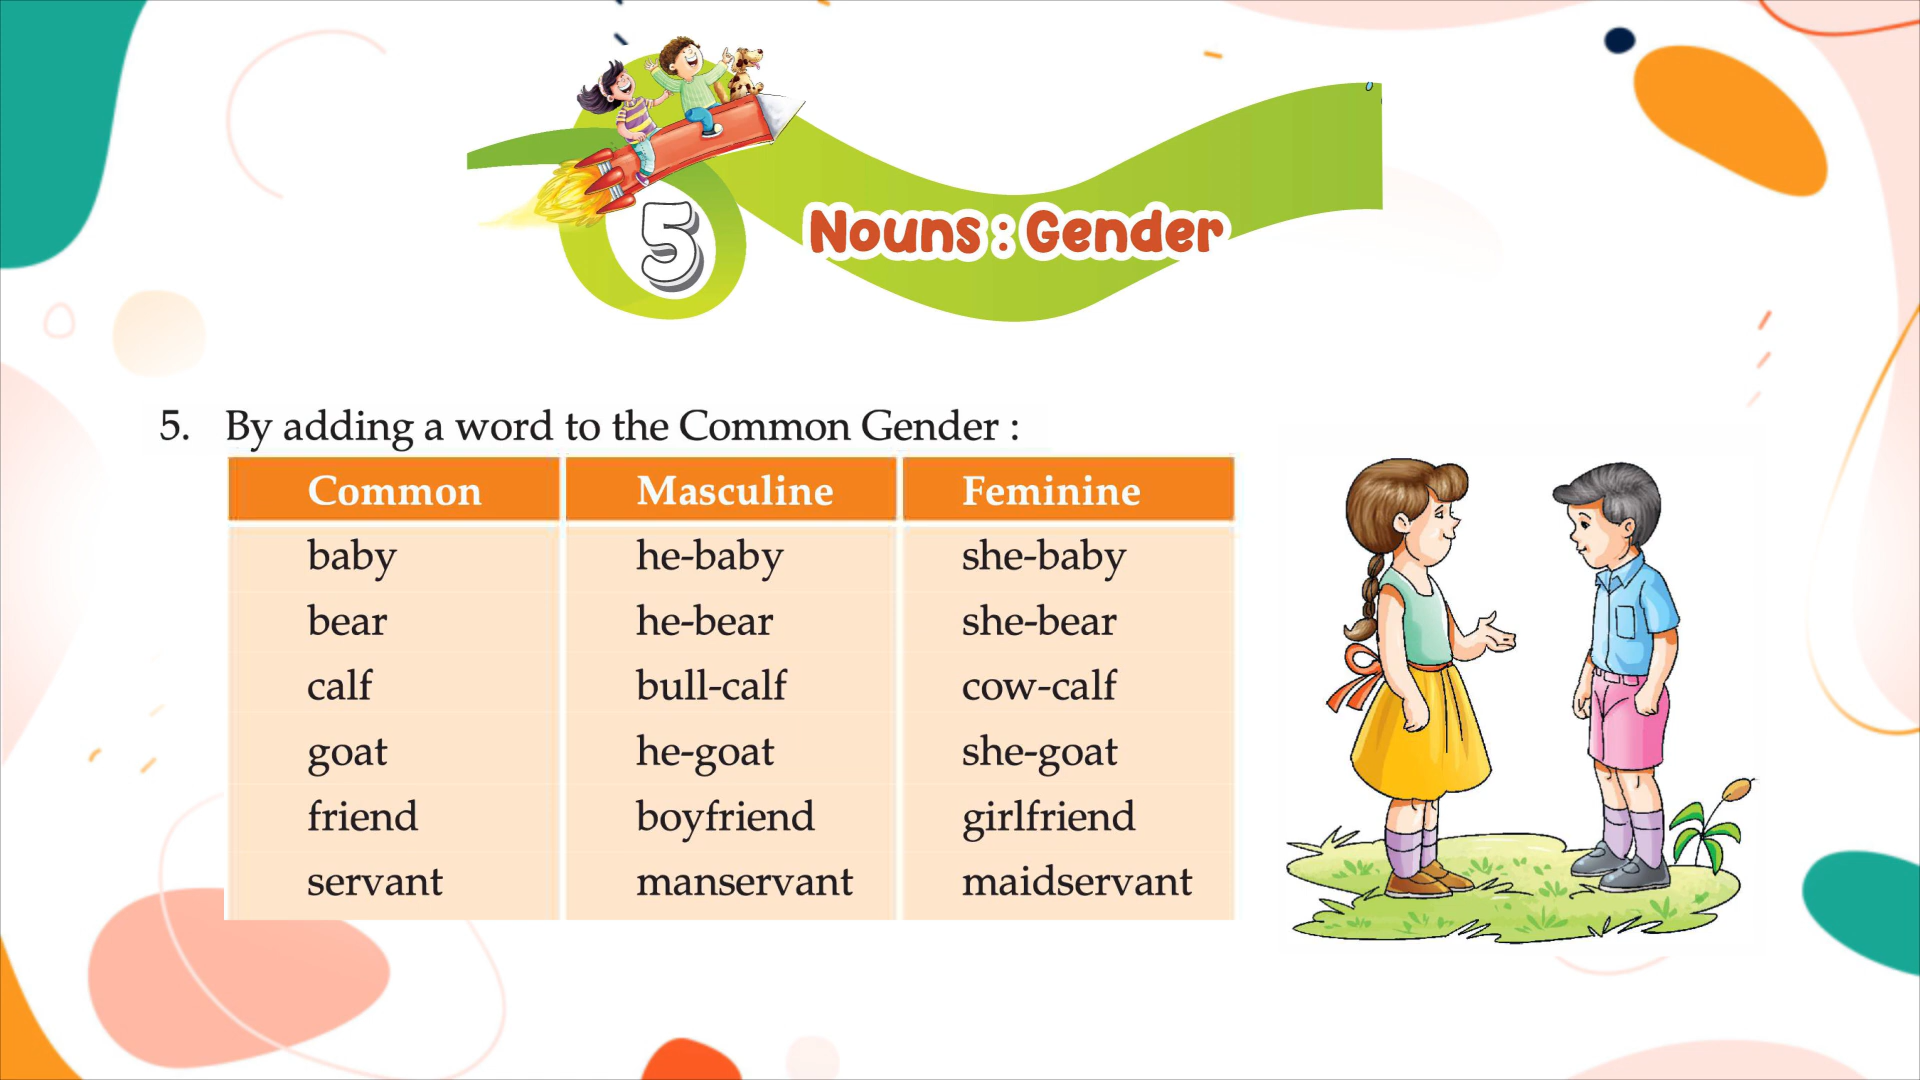 5
Nouns : Gender
5. By adding a word to the Common Gender :
Common Masculine Feminine
baby he-baby she-baby
bear he-bear she-bear
calf bull-calf cow-calf
goat he-goat she-goat
friend boyfriend girlfriend
servant manservant maidservant